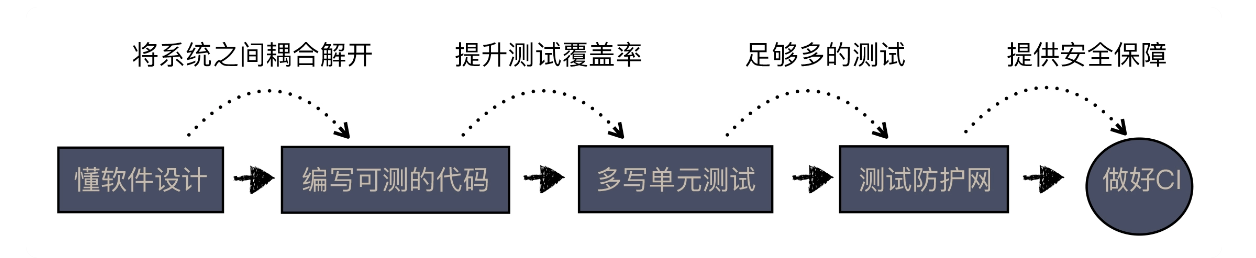 将系统之间耦合解开
提升测试覆盖率
足够多的测试
提供安全保障
懂软件设计
编写可测的代码
多写单元测试
测试防护网
做好CI